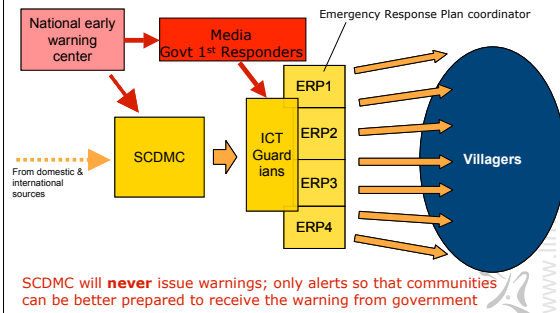 Emergency Response Plan coordinator
National early
warning
center
Media
Govt 1st Responders
ERP1
ERP2
ERP3
ERP4
ICT
Guard
ians
SCDMC
Villagers
From domestic &
international
sources
SCDMC will never issue warnings; only alerts so that communities
can be better prepared to receive the warning from government